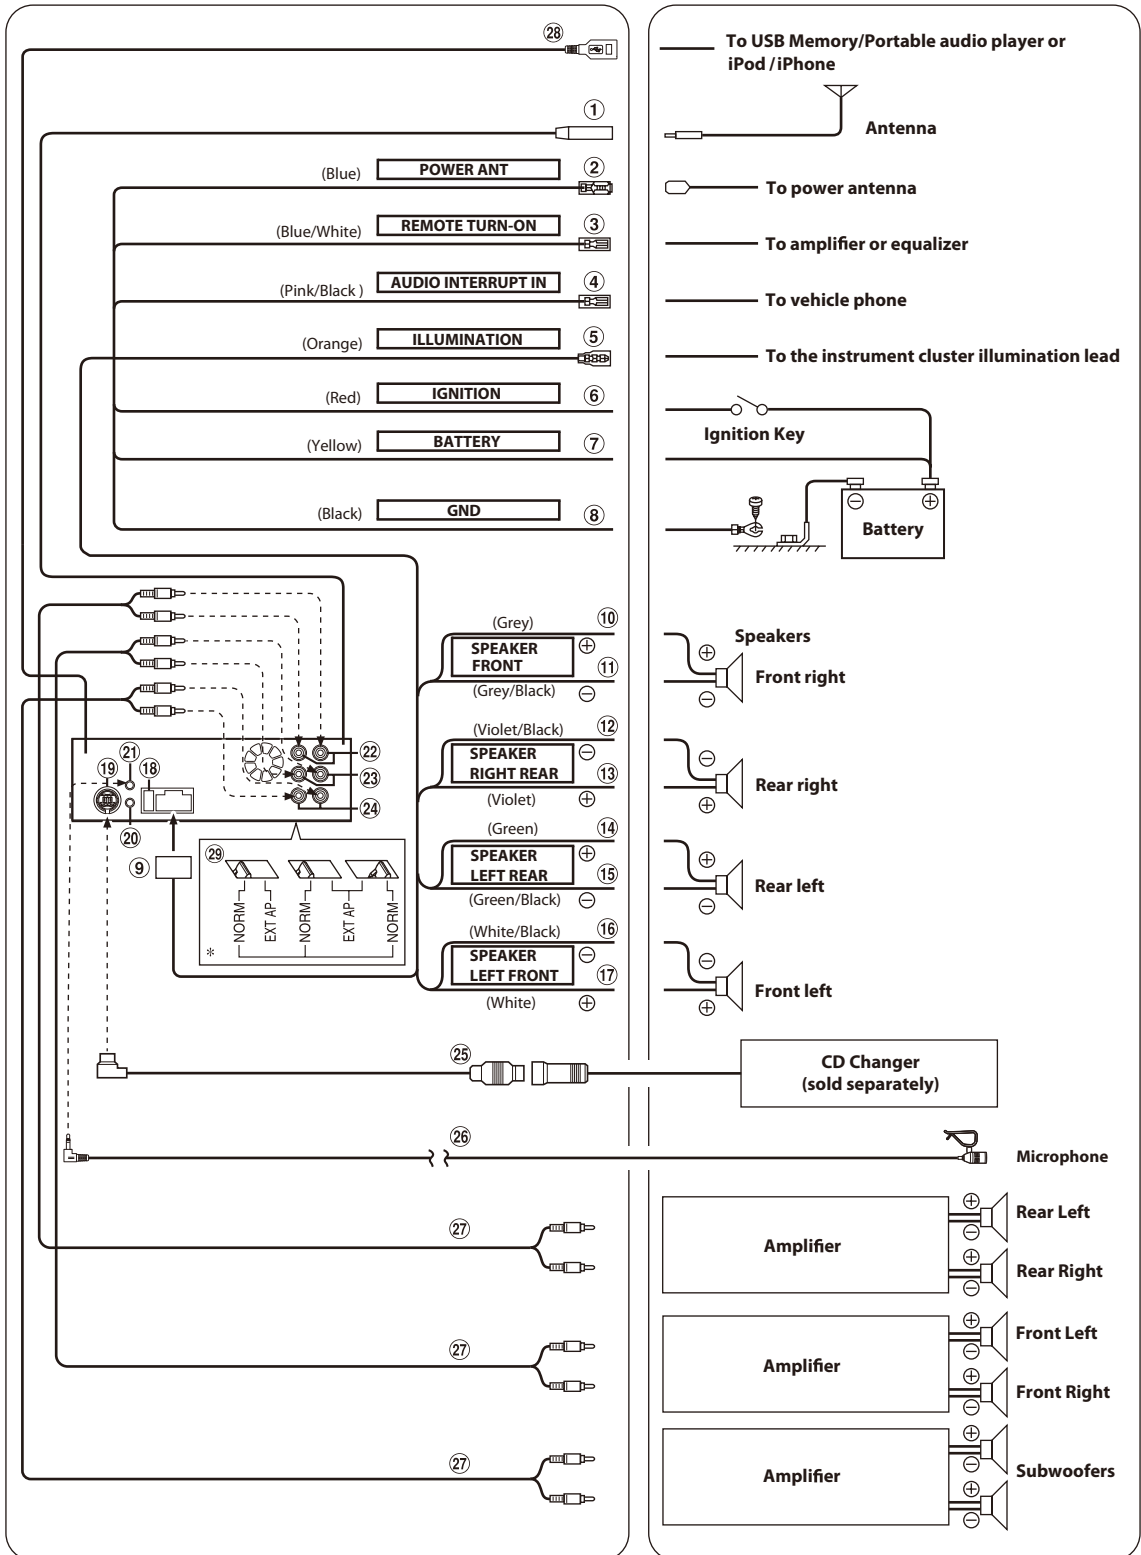 28
To USB Memory/Portable audio player or
iPod / iPhone
1
Antenna
(Blue)
POWER ANT
2
To power antenna
(Blue/White)
REMOTE TURN-ON
3
To amplifier or equalizer
(Pink/Black )
AUDIO INTERRUPT IN
4
To vehicle phone
(Orange)
ILLUMINATION
5
To the instrument cluster illumination lead
(Red)
IGNITION
6
Ignition Key
(Yellow)
BATTERY
7
(Black)
GND
8
⊖ ⊕
Battery
(Grey)
10
SPEAKER
FRONT
⊕
11
(Grey/Black)
⊖
Speakers
⊕
Front right
⊖
(Violet/Black)
12
SPEAKER
RIGHT REAR
⊖
13
(Violet)
⊕
⊖
Rear right
⊕
(Green)
14
SPEAKER
LEFT REAR
⊕
15
(Green/Black)
⊖
⊕
Rear left
⊖
(White/Black)
16
SPEAKER
LEFT FRONT
⊖
17
(White)
⊕
⊖
Front left
⊕
21
19
18
20
22
23
24
9
29
NORM
EXT AP
NORM
EXT AP
NORM
*
25
CD Changer
(sold separately)
26
Microphone
27
Amplifier
⊕
Rear Left
⊖
⊕
Rear Right
⊖
27
Amplifier
⊕
Front Left
⊖
⊕
Front Right
⊖
27
Amplifier
⊕
⊖
Subwoofers
⊕
⊖